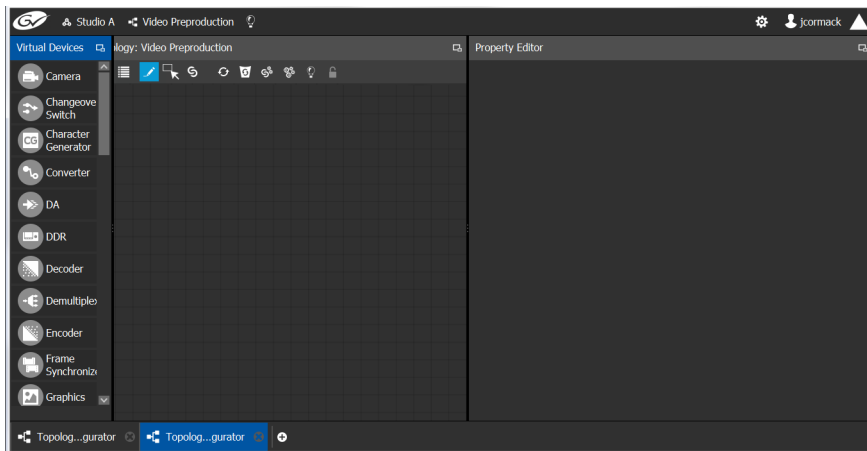 GV Studio A Video Preproduction jcormack
Virtual Devices ology: Video Preproduction Property Editor
Camera
Changeove
Switch
CG Character
Generator
Converter
DA
DDR
Decoder
Demultiplex
Encoder
Frame
Synchroniz
Graphics
Topolog...gurator Topolog...gurator